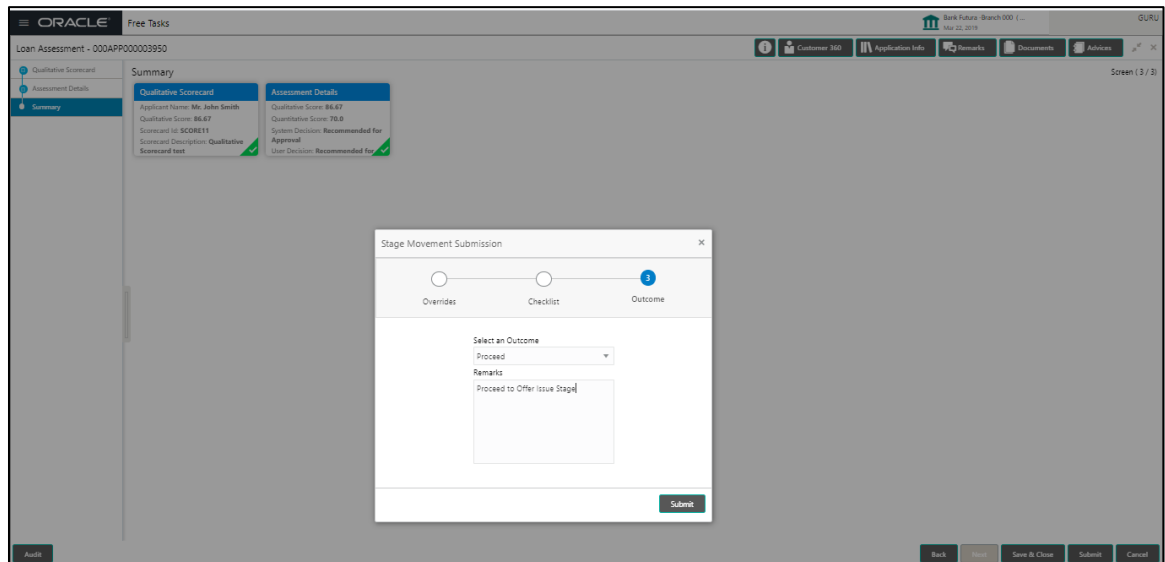 ORACLE
Free Tasks
Bank Futura -Branch 000 (...
Mar 22, 2019
GURU
Loan Assessment - 000APP000003950
Customer 360
Application Info
Remarks
Documents
Advices
Qualitative Scorecard
Assessment Details
Summary
Summary
Screen ( 3 / 3)
Qualitative Scorecard
Applicant Name: Mr. John Smith
Qualitative Score: 86.67
Scorecard Id: SCORE11
Scorecard Description: Qualitative
Scorecard test
Assessment Details
Qualitative Score: 86.67
Quantitative Score: 70.0
System Decision: Recommended for
Approval
User Decision: Recommended for
Stage Movement Submission
3
Overrides
Checklist
Outcome
Select an Outcome
Proceed
Remarks
Proceed to Offer Issue Stage
Submit
Audit
Back
Next
Save & Close
Submit
Cancel